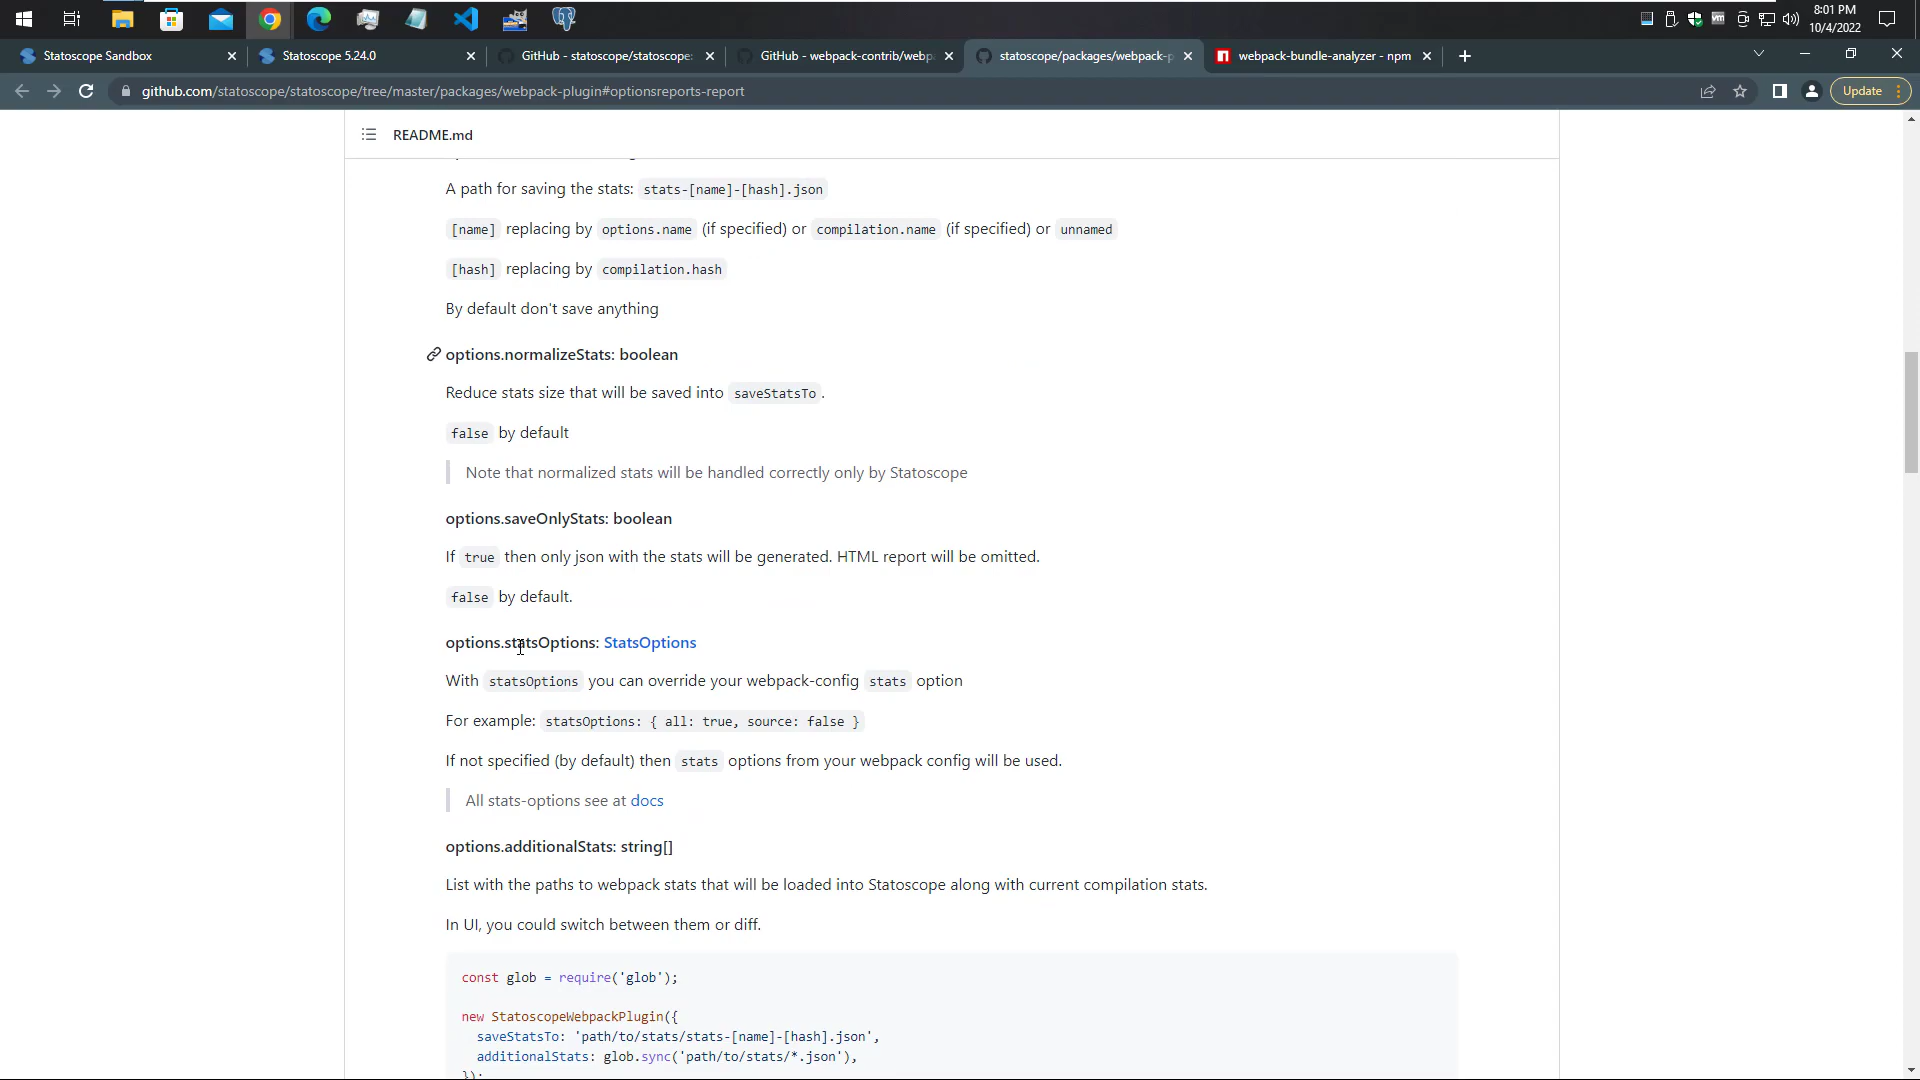 8:01 PM
10/4/2022
Statoscope Sandbox
Statoscope 5.24.0
GitHub - statoscope/statoscope:
GitHub - webpack-contrib/webp
statoscope/packages/webpack-p
webpack-bundle-analyzer - npm
github.com/statoscope/statoscope/tree/master/packages/webpack-plugin#optionsreports-report
Update
README.md
A path for saving the stats: stats-[name]-[hash].json
[name] replacing by options.name (if specified) or compilation.name (if specified) or unnamed
[hash] replacing by compilation.hash
By default don't save anything
options.normalizeStats: boolean
Reduce stats size that will be saved into saveStatsTo.
false by default
Note that normalized stats will be handled correctly only by Statoscope
options.saveOnlyStats: boolean
If true then only json with the stats will be generated. HTML report will be omitted.
false by default.
options.statsOptions: StatsOptions
With statsOptions you can override your webpack-config stats option
For example: statsOptions: { all: true, source: false }
If not specified (by default) then stats options from your webpack config will be used.
All stats-options see at docs
options.additionalStats: string[]
List with the paths to webpack stats that will be loaded into Statoscope along with current compilation stats.
In UI, you could switch between them or diff.
const glob = require('glob');
new StatoscopeWebpackPlugin({
saveStatsTo: 'path/to/stats/stats-[name]-[hash].json',
additionalStats: glob.sync('path/to/stats/*.json'),
});